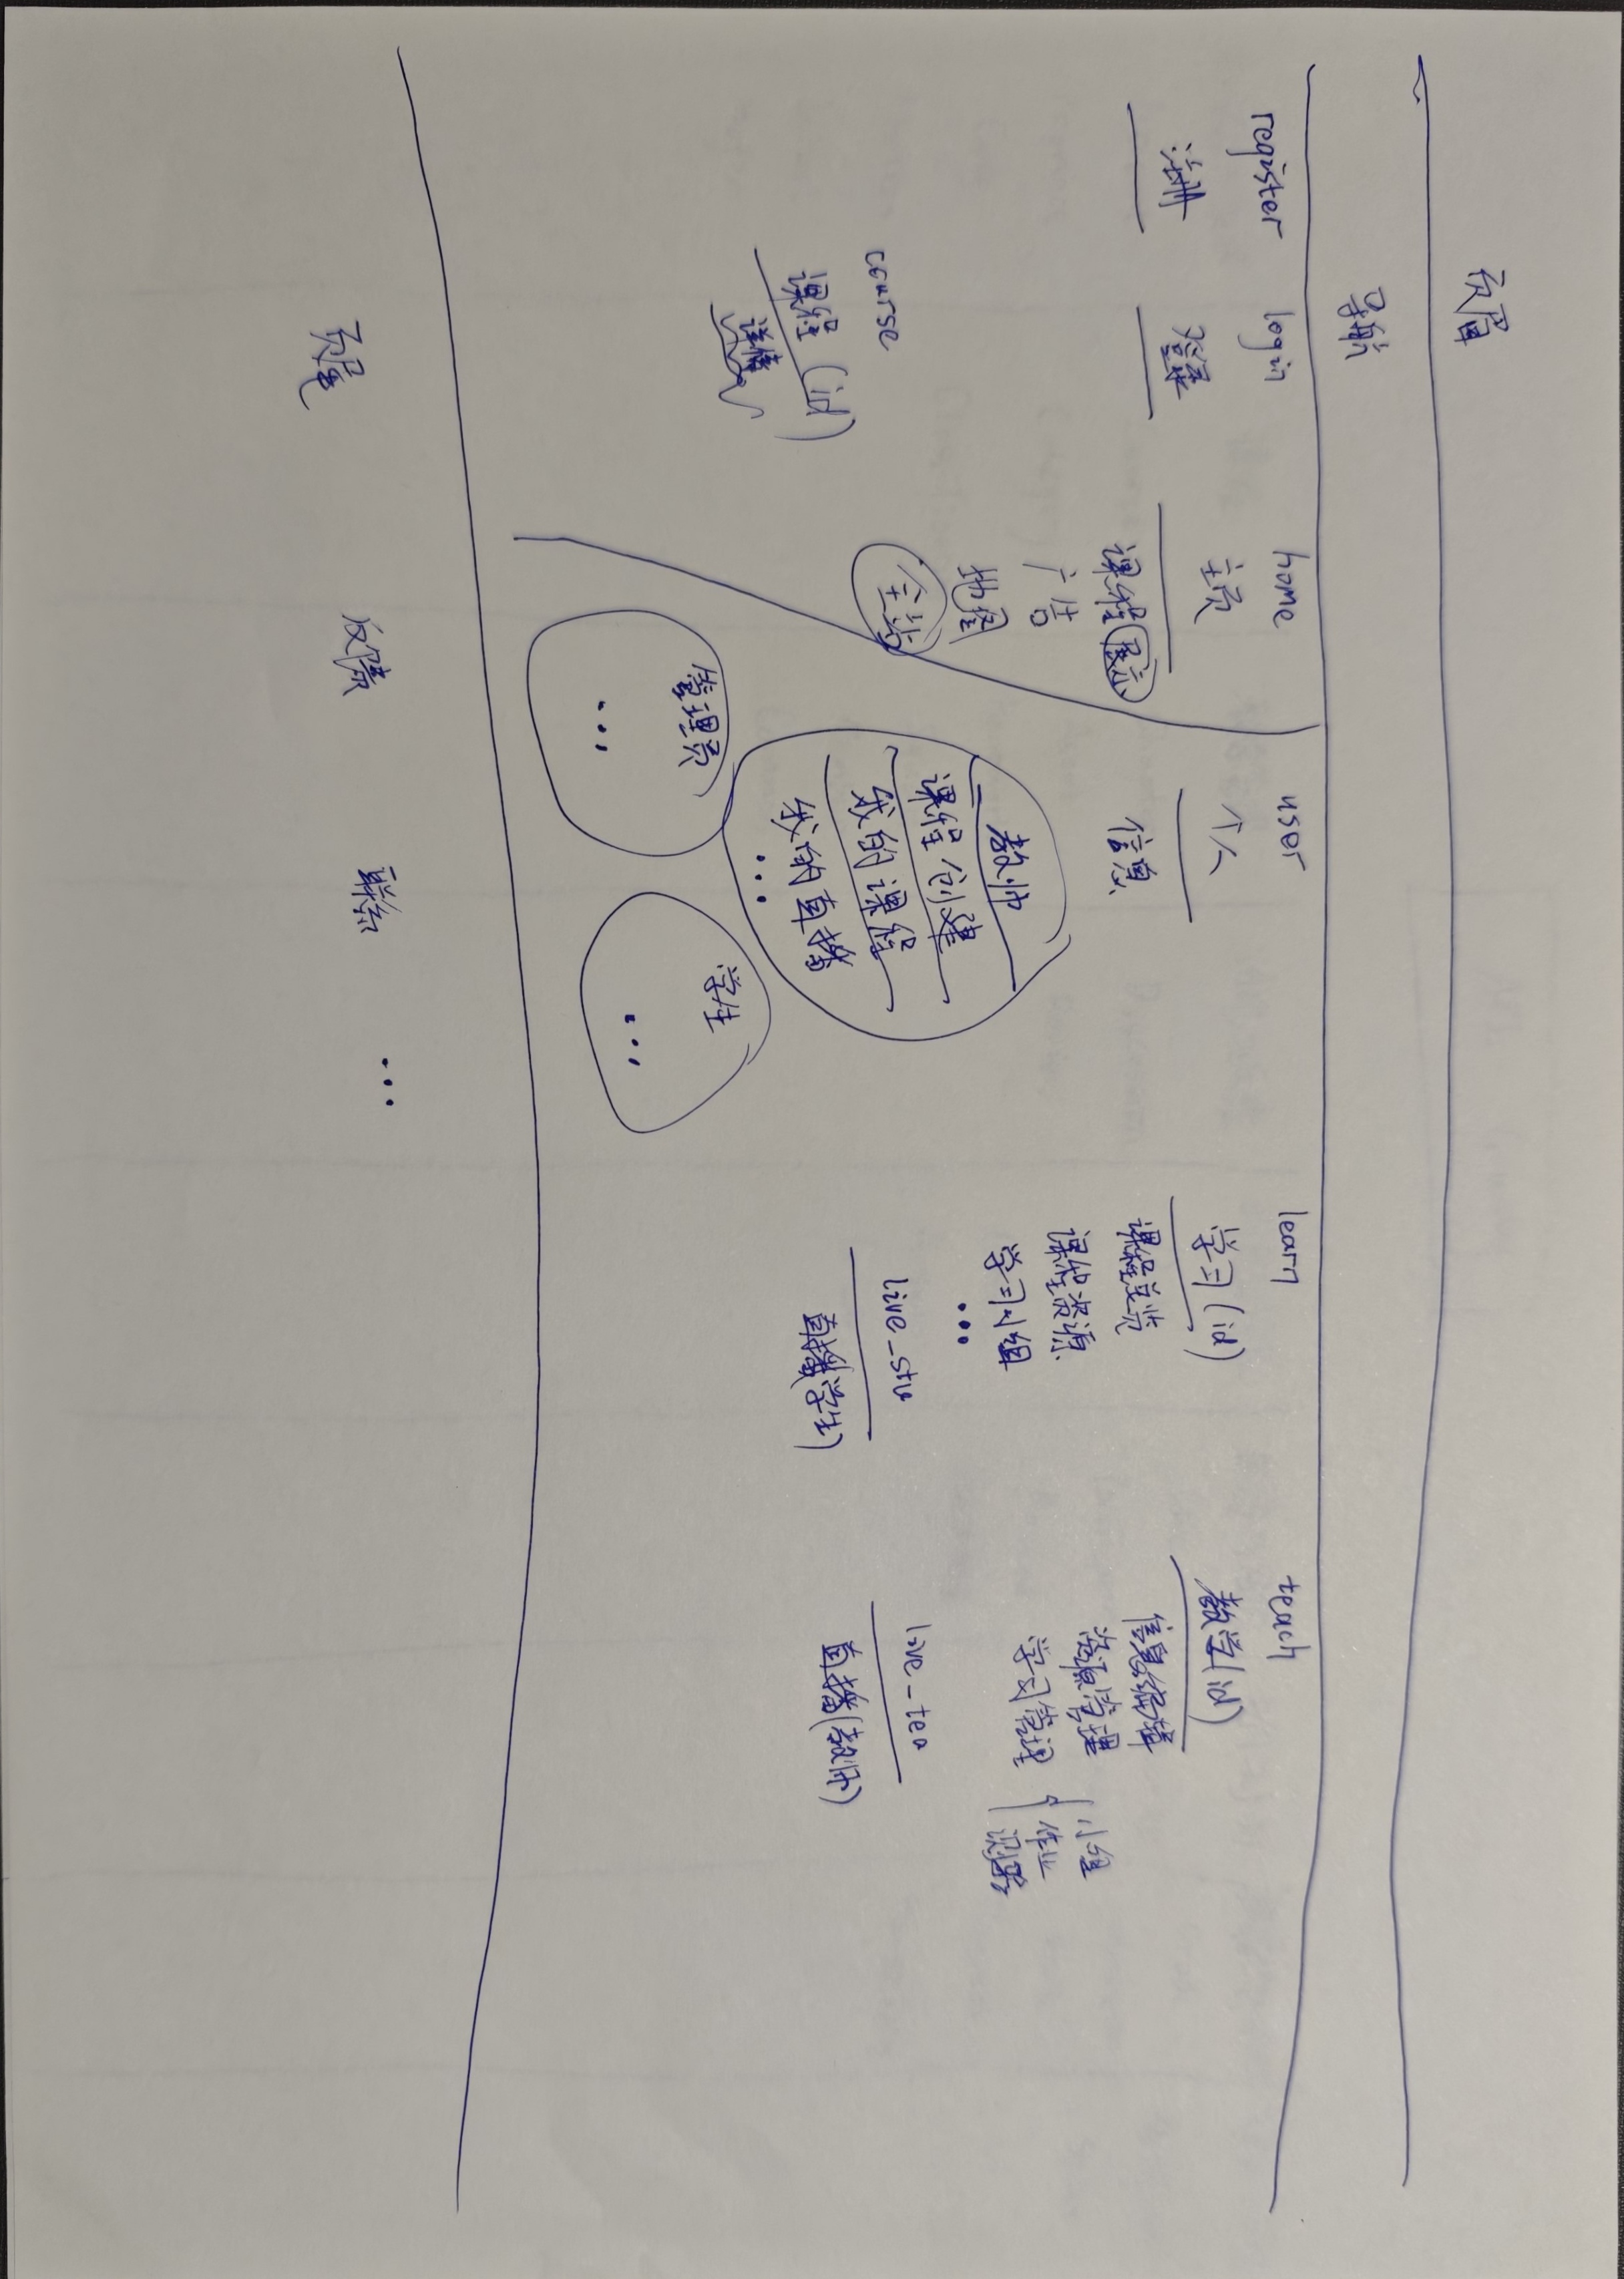 页眉
导航
register
注册
login
登录
home
主页
课程展示
广告
地图
全站
course
课程(id)
详情
user
个人
信息
教师
课程创建
我的课程
我的直播
...
管理员
...
学生
...
learn
学习(id)
课程总览
课程资源
学习小组
...
live_stu
直播(学生)
teach
教学(id)
信息编辑
资源管理
学习管理
小组
作业
测验
live_tea
直播(教师)
页尾 反馈 联系 ...